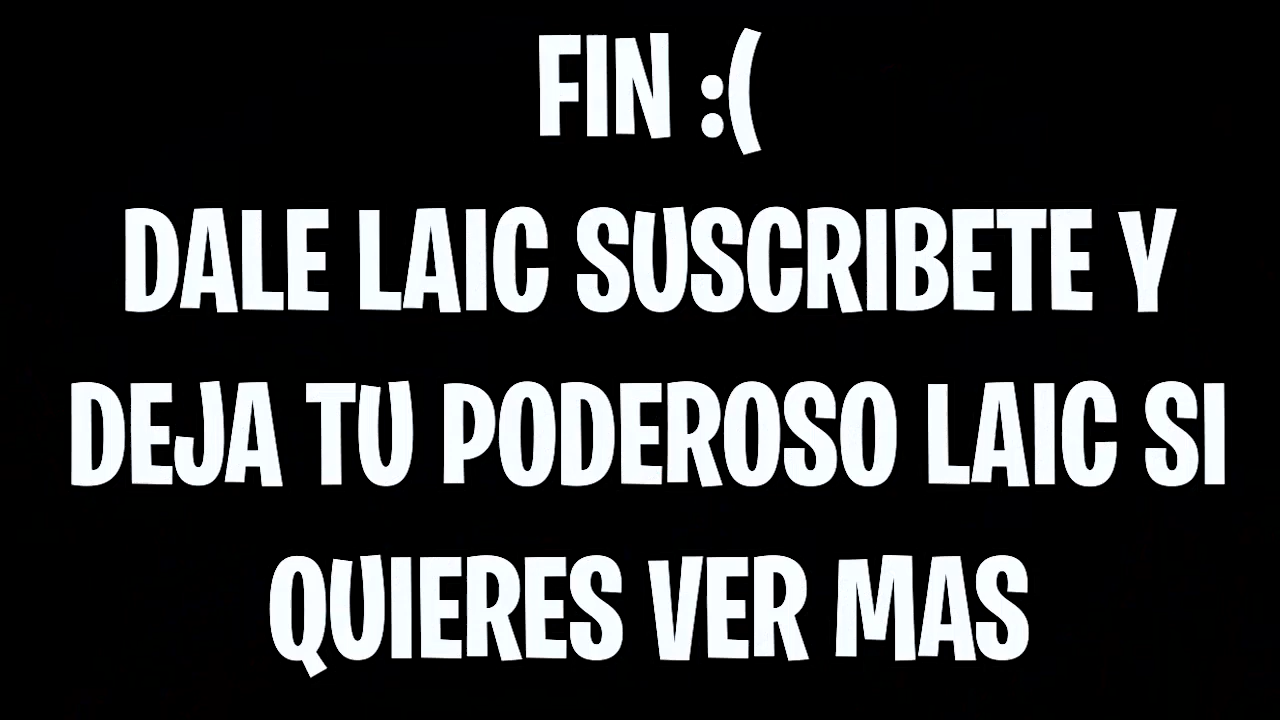 FIN :(
DALE LAIC SUSCRIBETE Y
DEJA TU PODEROSO LAIC SI
QUIERES VER MAS